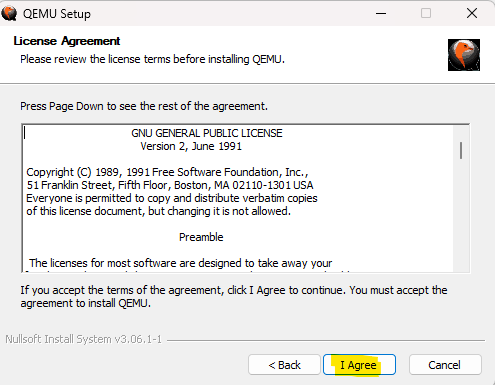 QEMU Setup
License Agreement
Please review the license terms before installing QEMU.
Press Page Down to see the rest of the agreement.
GNU GENERAL PUBLIC LICENSE
Version 2, June 1991
Copyright (C) 1989, 1991 Free Software Foundation, Inc.,
51 Franklin Street, Fifth Floor, Boston, MA 02110-1301 USA
Everyone is permitted to copy and distribute verbatim copies
of this license document, but changing it is not allowed.
Preamble
The licenses for most software are designed to take away your
If you accept the terms of the agreement, click I Agree to continue. You must accept the
agreement to install QEMU.
Nullsoft Install System v3.06.1-1
< Back
I Agree
Cancel